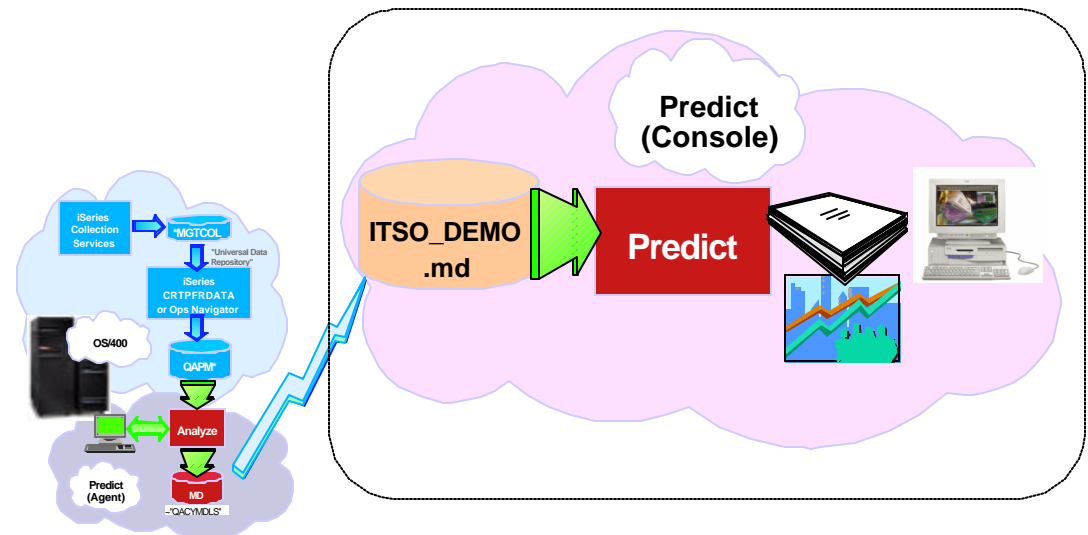 Predict
(Console)
ITSO_DEMO
.md
Predict
iSeries
Collection
Services
*MGTCOL
"Universal Data
Repository"
iSeries
CRTPFRDATA
or Ops Navigator
OS/400
QAPM*
Analyze
Predict
(Agent)
MD
–"QACYMDLS"